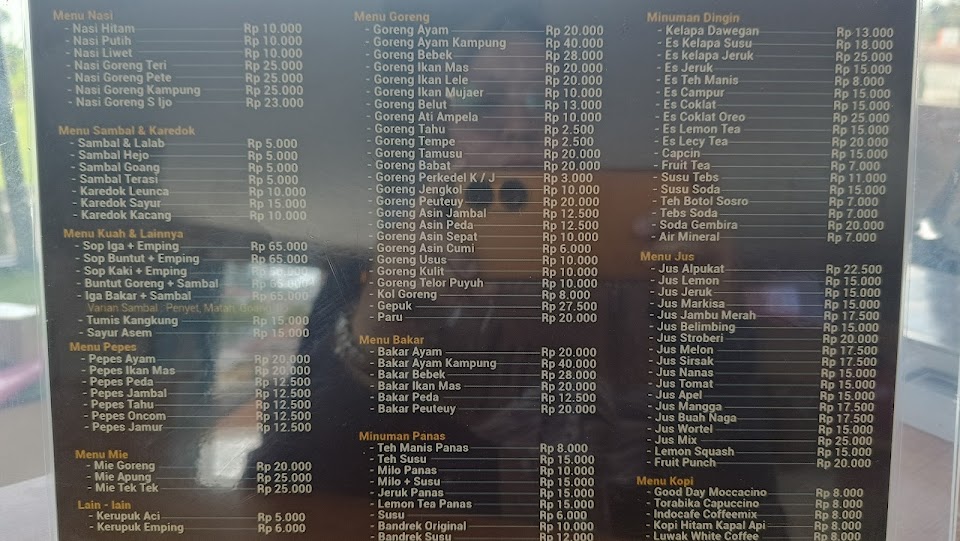 Menu Nasi
- Nasi Hitam Rp 10.000
- Nasi Putih Rp 10.000
- Nasi Liwet Rp 10.000
- Nasi Goreng Teri Rp 25.000
- Nasi Goreng Pete Rp 25.000
- Nasi Goreng Kampung Rp 25.000
- Nasi Goreng S Ijo Rp 23.000
Menu Sambal & Karedok
- Sambal & Lalab Rp 5.000
- Sambal Hejo Rp 5.000
- Sambal Goang Rp 5.000
- Sambal Terasi Rp 5.000
- Karedok Leunca Rp 10.000
- Karedok Sayur Rp 15.000
- Karedok Kacang Rp 10.000
Menu Kuah & Lainnya
- Sop Iga + Emping Rp 65.000
- Sop Buntut + Emping Rp 65.000
- Sop Kaki + Emping Rp
- Buntut Goreng + Sambal Rp
- Iga Bakar + Sambal Rp 65.000
Varian Sambal : Penyet, Matah,
- Tumis Kangkung Rp 15.000
- Sayur Asem Rp 15.000
Menu Pepes
- Pepes Ayam Rp 20.000
- Pepes Ikan Mas Rp 20.000
- Pepes Peda Rp 12.500
- Pepes Jambal Rp 12.500
- Pepes Tahu Rp 12.500
- Pepes Oncom Rp 12.500
- Pepes Jamur Rp 12.500
Menu Mie
- Mie Goreng Rp 20.000
- Mie Apung Rp 25.000
- Mie Tek Tek Rp 25.000
Lain - lain
- Kerupuk Aci Rp 5.000
- Kerupuk Emping Rp 6.000
Menu Goreng
- Goreng Ayam Rp 20.000
- Goreng Ayam Kampung Rp 40.000
- Goreng Bebek Rp 28.000
- Goreng Ikan Mas Rp 20.000
- Goreng Ikan Lele Rp 20.000
- Goreng Ikan Mujaer Rp 10.000
- Goreng Belut Rp 13.000
- Goreng Ati Ampela Rp 10.000
- Goreng Tahu Rp 2.500
- Goreng Tempe Rp 2.500
- Goreng Tamusu Rp 20.000
- Goreng Babat Rp 20.000
- Goreng Perkedel K / J Rp 3.000
- Goreng Jengkol Rp 10.000
- Goreng Peuteuy Rp 20.000
- Goreng Asin Jambal Rp 12.500
- Goreng Asin Peda Rp 12.500
- Goreng Asin Sepat Rp 10.000
- Goreng Asin Cumi Rp 6.000
- Goreng Usus Rp 10.000
- Goreng Kulit Rp 10.000
- Goreng Telor Puyuh Rp 10.000
- Kol Goreng Rp 8.000
- Gepuk Rp 27.500
- Paru Rp 20.000
Menu Bakar
- Bakar Ayam Rp 20.000
- Bakar Ayam Kampung Rp 40.000
- Bakar Bebek Rp 28.000
- Bakar Ikan Mas Rp 20.000
- Bakar Peda Rp 12.500
- Bakar Peuteuy Rp 20.000
Minuman Panas
- Teh Manis Panas Rp 8.000
- Teh Susu Rp 15.000
- Milo Panas Rp 10.000
- Milo + Susu Rp 15.000
- Jeruk Panas Rp 15.000
- Lemon Tea Panas Rp 15.000
- Susu Rp 6.000
- Bandrek Original Rp 10.000
- Bandrek Susu Rp 12.000
Minuman Dingin
- Kelapa Dawegan Rp 13.000
- Es Kelapa Susu Rp 18.000
- Es kelapa Jeruk Rp 25.000
- Es Jeruk Rp 15.000
- Es Teh Manis Rp 8.000
- Es Campur Rp 15.000
- Es Coklat Rp 15.000
- Es Coklat Oreo Rp 25.000
- Es Lemon Tea Rp 15.000
- Es Lecy Tea Rp 20.000
- Capcin Rp 15.000
- Fruit Tea Rp 7.000
- Susu Tebs Rp 11.000
- Susu Soda Rp 15.000
- Teh Botol Sosro Rp 7.000
- Tebs Soda Rp 7.000
- Soda Gembira Rp 20.000
- Air Mineral Rp 7.000
Menu Jus
- Jus Alpukat Rp 22.500
- Jus Lemon Rp 15.000
- Jus Jeruk Rp 15.000
- Jus Markisa Rp 15.000
- Jus Jambu Merah Rp 17.500
- Jus Belimbing Rp 15.000
- Jus Stroberi Rp 20.000
- Jus Melon Rp 17.500
- Jus Sirsak Rp 17.500
- Jus Nanas Rp 15.000
- Jus Tomat Rp 15.000
- Jus Apel Rp 15.000
- Jus Mangga Rp 17.500
- Jus Buah Naga Rp 17.500
- Jus Wortel Rp 15.000
- Jus Mix Rp 25.000
- Lemon Squash Rp 15.000
- Fruit Punch Rp 20.000
Menu Kopi
- Good Day Moccacino Rp 8.000
- Torabika Capuccino Rp 8.000
- Indocafe Coffeemix Rp 8.000
- Kopi Hitam Kapal Api Rp 8.000
- Luwak White Coffee Rp 8.000